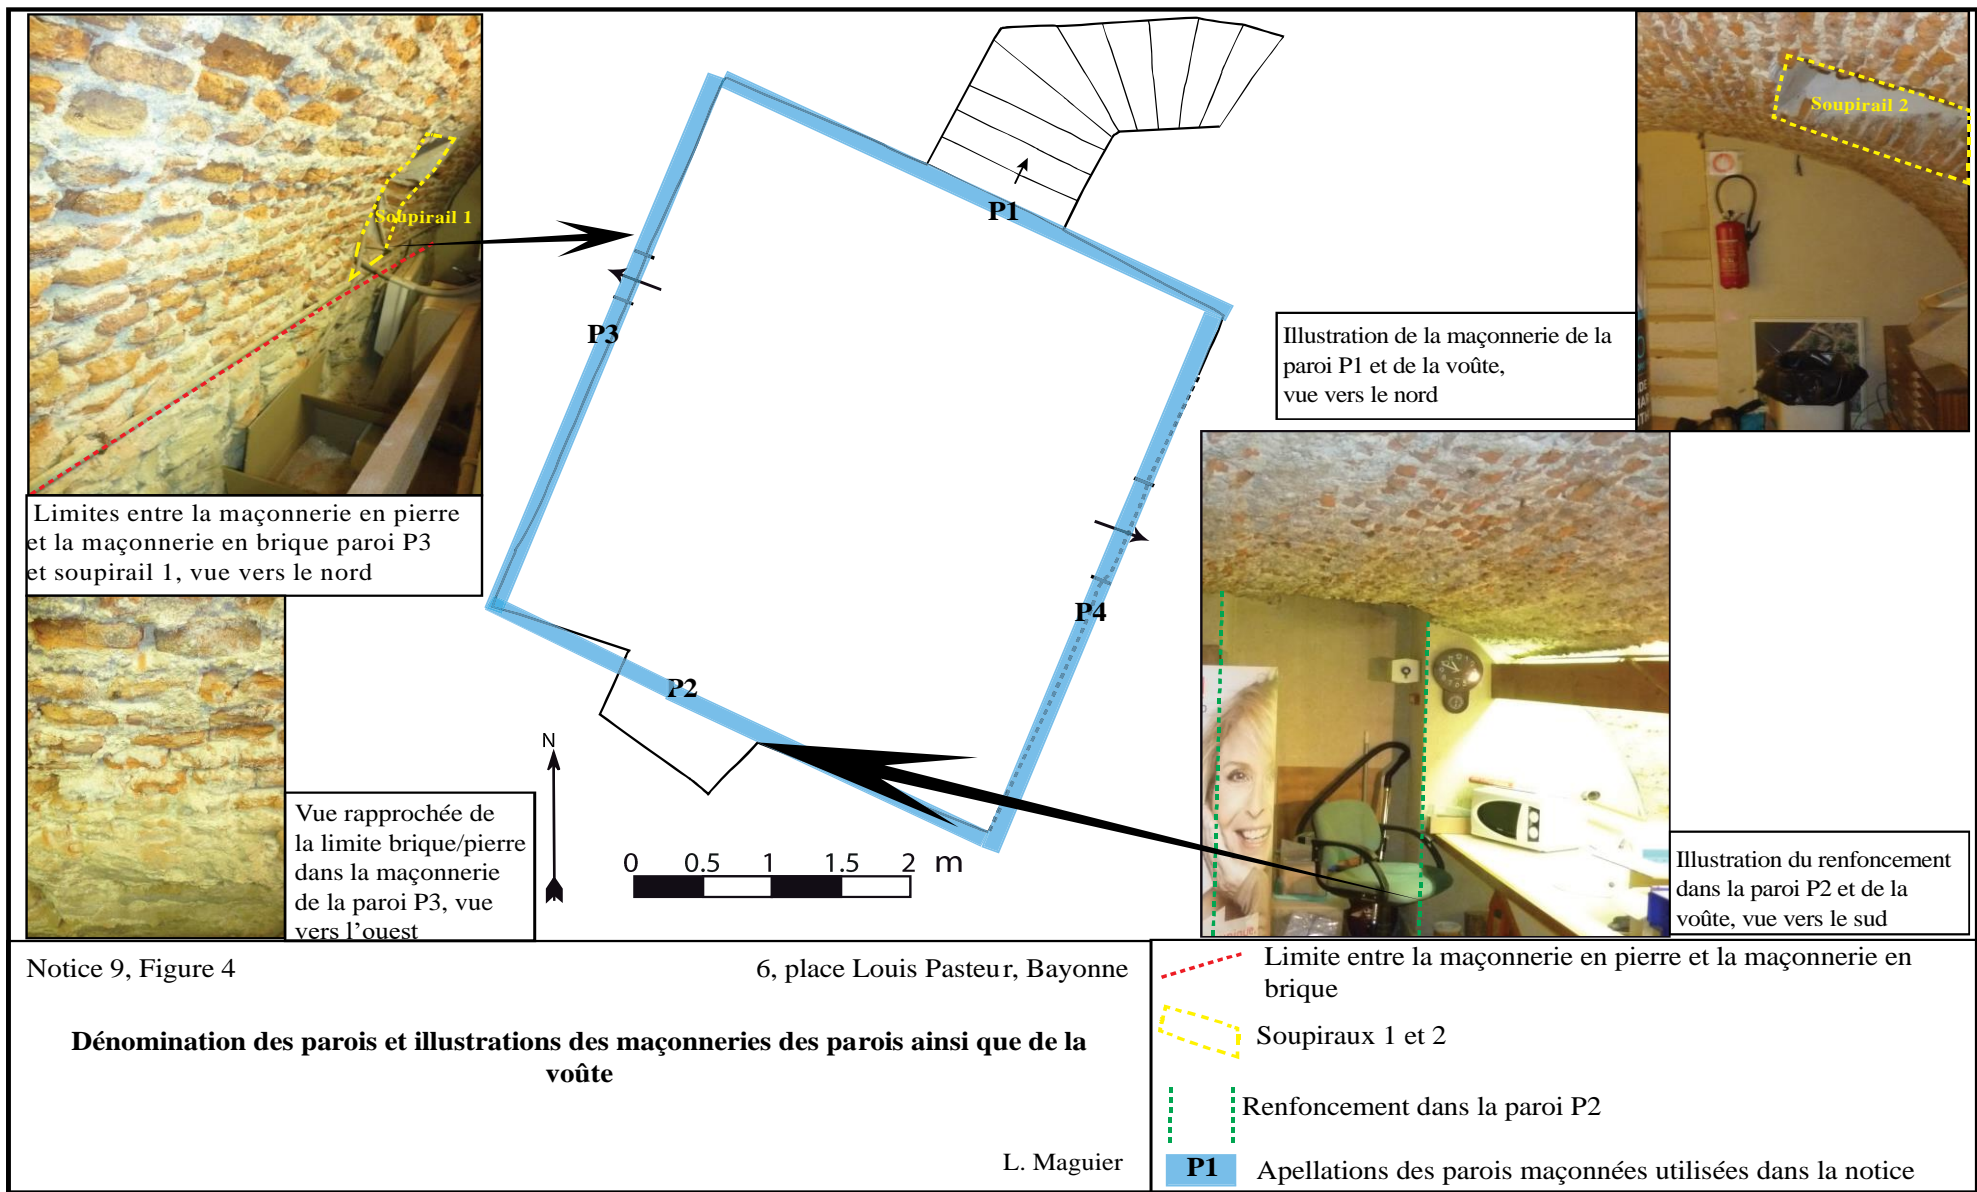 Soupirail 1
Soupirail 2
P1
P3
P4
P2
Illustration de la maçonnerie de la
paroi P1 et de la voûte,
vue vers le nord
Limites entre la maçonnerie en pierre
et la maçonnerie en brique paroi P3
et soupirail 1, vue vers le nord
Vue rapprochée de
la limite brique/pierre
dans la maçonnerie
de la paroi P3, vue
vers l'ouest
N
0 0.5 1 1.5 2 m
Illustration du renfoncement
dans la paroi P2 et de la
voûte, vue vers le sud
Notice 9, Figure 4
6, place Louis Pasteur, Bayonne
Dénomination des parois et illustrations des maçonneries des parois ainsi que de la
voûte
L. Maguier
Limite entre la maçonnerie en pierre et la maçonnerie en
brique
Soupiraux 1 et 2
Renfoncement dans la paroi P2
P1 Apellations des parois maçonnées utilisées dans la notice